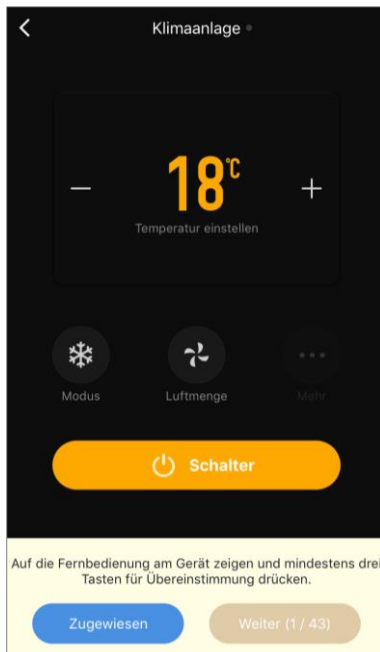 Klimaanlage
18°C
Temperatur einstellen
Modus
Luftmenge
Mehr
Schalter
Auf die Fernbedienung am Gerät zeigen und mindestens drei
Tasten für Übereinstimmung drücken.
Zugewiesen
Weiter (1 / 43)